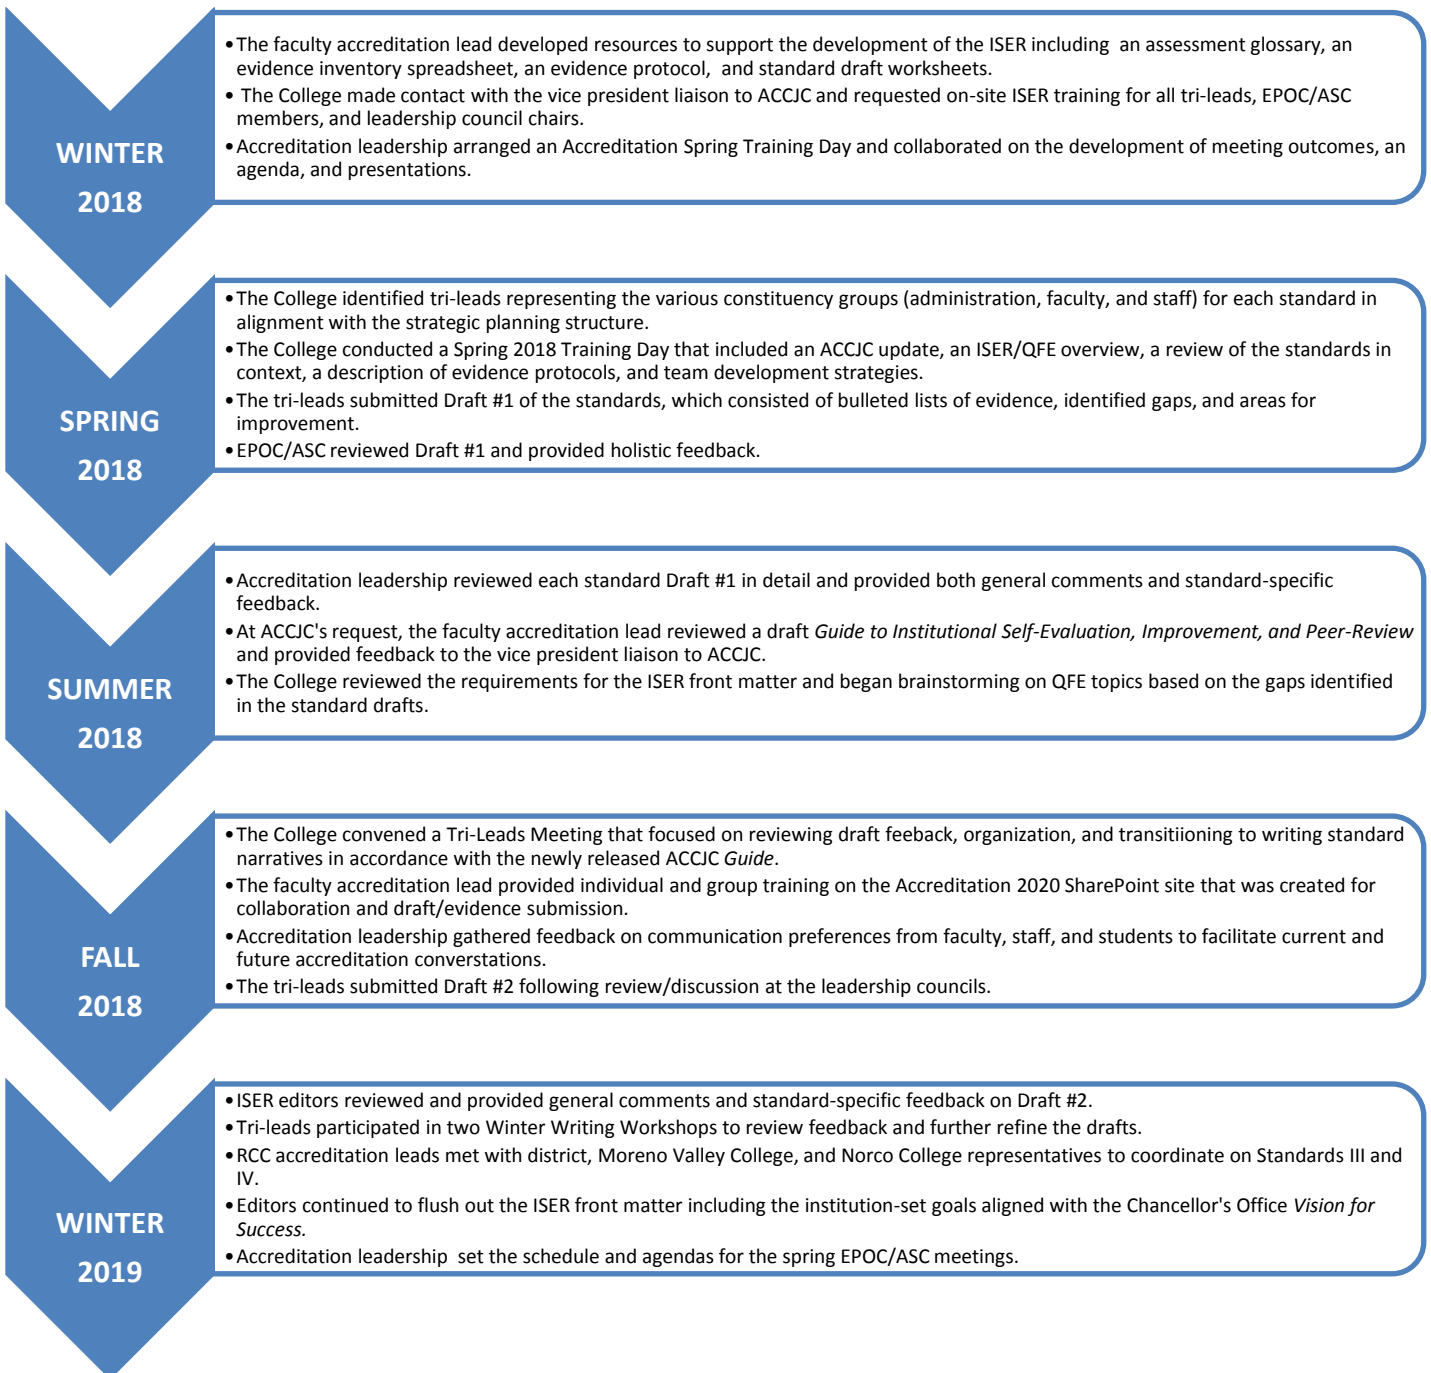 WINTER
2018
•The faculty accreditation lead developed resources to support the development of the ISER including an assessment glossary, an
evidence inventory spreadsheet, an evidence protocol, and standard draft worksheets.
• The College made contact with the vice president liaison to ACCJC and requested on-site ISER training for all tri-leads, EPOC/ASC
members, and leadership council chairs.
•Accreditation leadership arranged an Accreditation Spring Training Day and collaborated on the development of meeting outcomes, an
agenda, and presentations.
SPRING
2018
•The College identified tri-leads representing the various constituency groups (administration, faculty, and staff) for each standard in
alignment with the strategic planning structure.
•The College conducted a Spring 2018 Training Day that included an ACCJC update, an ISER/QFE overview, a review of the standards in
context, a description of evidence protocols, and team development strategies.
•The tri-leads submitted Draft #1 of the standards, which consisted of bulleted lists of evidence, identified gaps, and areas for
improvement.
•EPOC/ASC reviewed Draft #1 and provided holistic feedback.
SUMMER
2018
•Accreditation leadership reviewed each standard Draft #1 in detail and provided both general comments and standard-specific
feedback.
•At ACCJC's request, the faculty accreditation lead reviewed a draft Guide to Institutional Self-Evaluation, Improvement, and Peer-Review
and provided feedback to the vice president liaison to ACCJC.
•The College reviewed the requirements for the ISER front matter and began brainstorming on QFE topics based on the gaps identified
in the standard drafts.
FALL
2018
•The College convened a Tri-Leads Meeting that focused on reviewing draft feeback, organization, and transitiioning to writing standard
narratives in accordance with the newly released ACCJC Guide.
•The faculty accreditation lead provided individual and group training on the Accreditation 2020 SharePoint site that was created for
collaboration and draft/evidence submission.
•Accreditation leadership gathered feedback on communication preferences from faculty, staff, and students to facilitate current and
future accreditation converstations.
•The tri-leads submitted Draft #2 following review/discussion at the leadership councils.
WINTER
2019
•ISER editors reviewed and provided general comments and standard-specific feedback on Draft #2.
•Tri-leads participated in two Winter Writing Workshops to review feedback and further refine the drafts.
•RCC accreditation leads met with district, Moreno Valley College, and Norco College representatives to coordinate on Standards III and
IV.
•Editors continued to flush out the ISER front matter including the institution-set goals aligned with the Chancellor's Office Vision for
Success.
•Accreditation leadership set the schedule and agendas for the spring EPOC/ASC meetings.